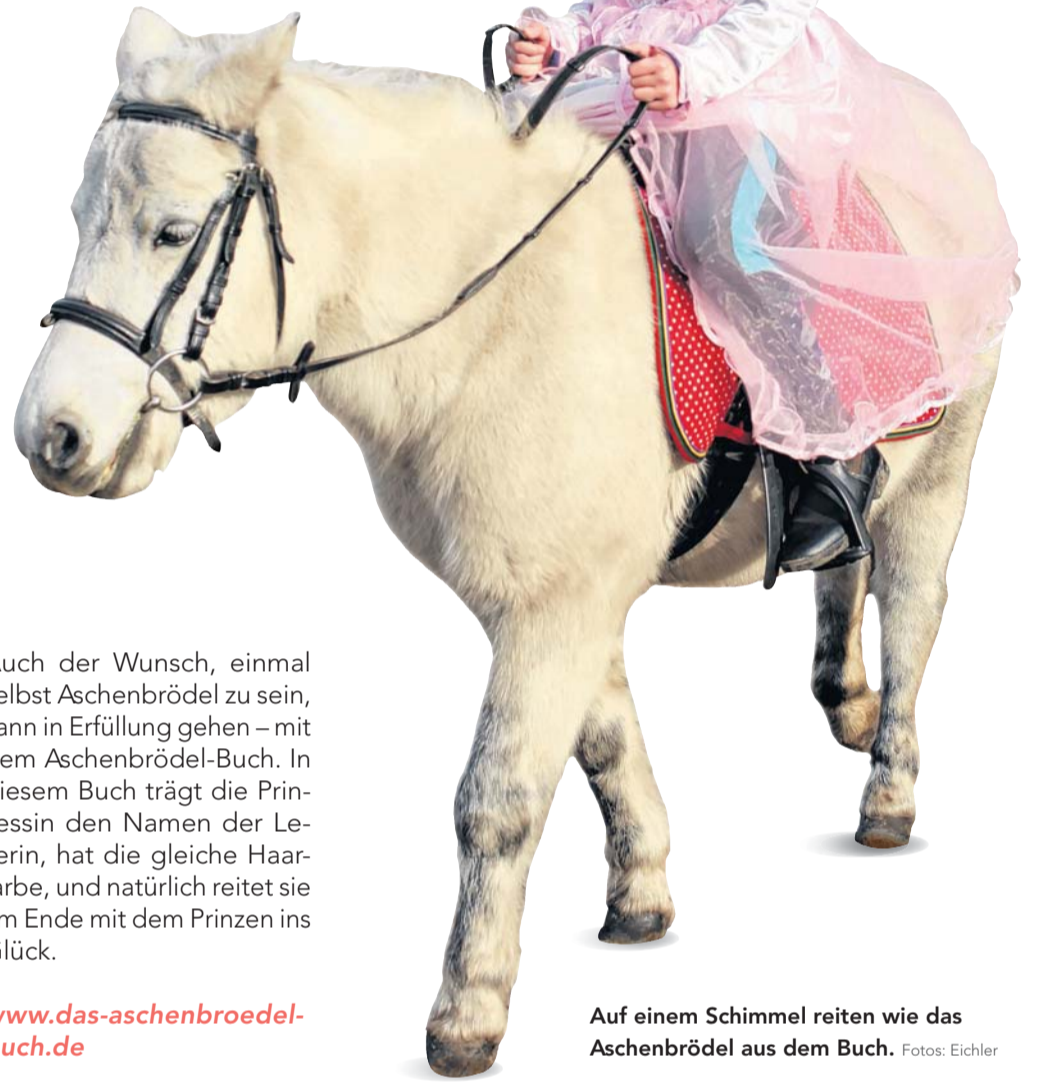 Auch der Wunsch, einmal
elbst Aschenbrödel zu sein,
ann in Erfüllung gehen – mit
em Aschenbrödel-Buch. In
iesem Buch trägt die Prin-
essin den Namen der Le-
erin, hat die gleiche Haar-
arbe, und natürlich reitet sie
m Ende mit dem Prinzen ins
lück.
www.das-aschenbroedel-
uch.de
Auf einem Schimmel reiten wie das
Aschenbrödel aus dem Buch. Fotos: Eichler